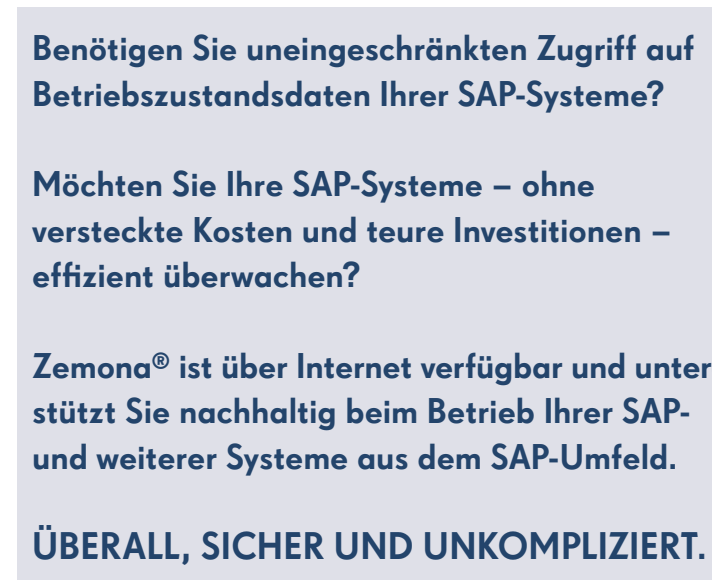 Benötigen Sie uneingeschränkten Zugriff auf
Betriebszustandsdaten Ihrer SAP-Systeme?
Möchten Sie Ihre SAP-Systeme – ohne
versteckte Kosten und teure Investitionen –
effizient überwachen?
Zemona® ist über Internet verfügbar und unter
stützt Sie nachhaltig beim Betrieb Ihrer SAP-
und weiterer Systeme aus dem SAP-Umfeld.
ÜBERALL, SICHER UND UNKOMPLIZIERT.